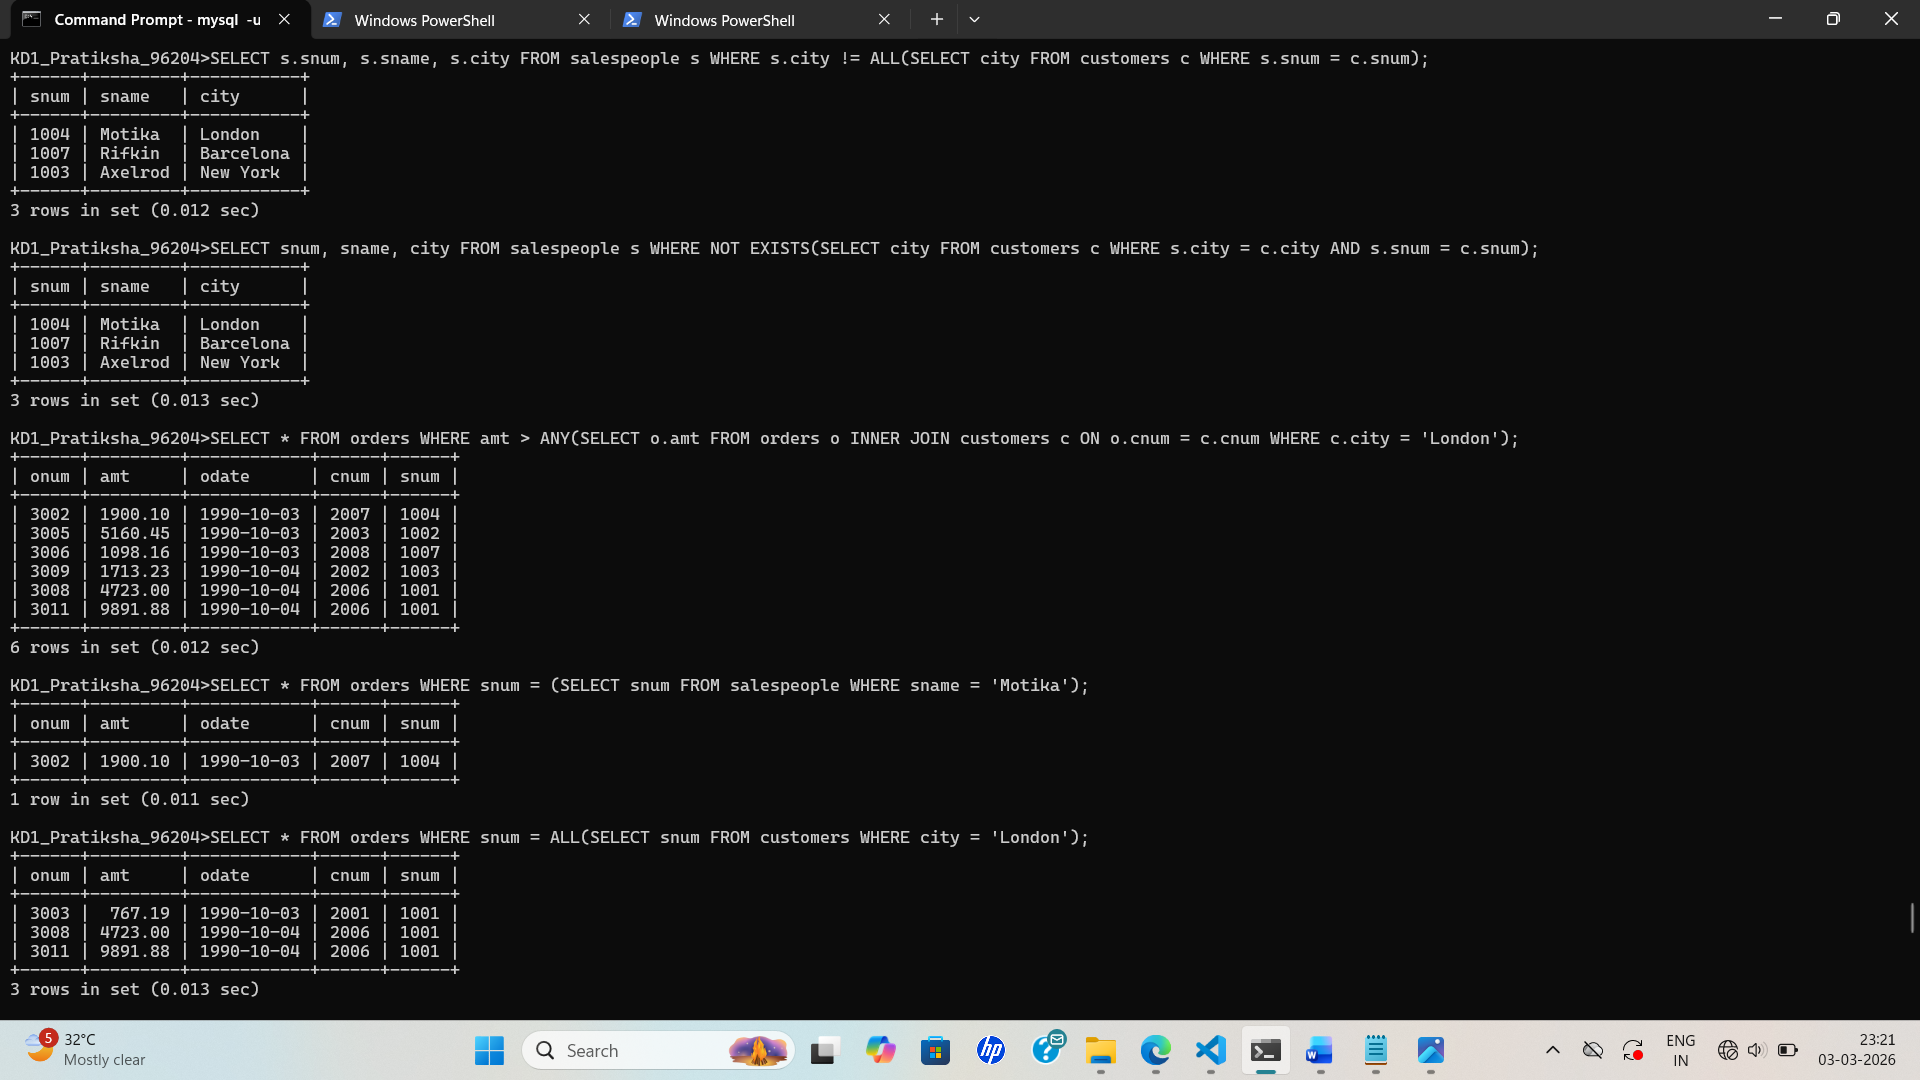 Command Prompt - mysql  -u
Windows PowerShell
Windows PowerShell
KD1_Pratiksha_96204>SELECT s.snum, s.sname, s.city FROM salespeople s WHERE s.city != ALL(SELECT city FROM customers c WHERE s.snum = c.snum);
+------+---------+-----------+
| snum | sname   | city      |
+------+---------+-----------+
| 1004 | Motika  | London    |
| 1007 | Rifkin  | Barcelona |
| 1003 | Axelrod | New York  |
+------+---------+-----------+
3 rows in set (0.012 sec)
KD1_Pratiksha_96204>SELECT snum, sname, city FROM salespeople s WHERE NOT EXISTS(SELECT city FROM customers c WHERE s.city = c.city AND s.snum = c.snum);
+------+---------+-----------+
| snum | sname   | city      |
+------+---------+-----------+
| 1004 | Motika  | London    |
| 1007 | Rifkin  | Barcelona |
| 1003 | Axelrod | New York  |
+------+---------+-----------+
3 rows in set (0.013 sec)
KD1_Pratiksha_96204>SELECT * FROM orders WHERE amt > ANY(SELECT o.amt FROM orders o INNER JOIN customers c ON o.cnum = c.cnum WHERE c.city = 'London');
+------+---------+------------+------+------+
| onum | amt     | odate      | cnum | snum |
+------+---------+------------+------+------+
| 3002 | 1900.10 | 1990-10-03 | 2007 | 1004 |
| 3005 | 5160.45 | 1990-10-03 | 2003 | 1002 |
| 3006 | 1098.16 | 1990-10-03 | 2008 | 1007 |
| 3009 | 1713.23 | 1990-10-04 | 2002 | 1003 |
| 3008 | 4723.00 | 1990-10-04 | 2006 | 1001 |
| 3011 | 9891.88 | 1990-10-04 | 2006 | 1001 |
+------+---------+------------+------+------+
6 rows in set (0.012 sec)
KD1_Pratiksha_96204>SELECT * FROM orders WHERE snum = (SELECT snum FROM salespeople WHERE sname = 'Motika');
+------+---------+------------+------+------+
| onum | amt     | odate      | cnum | snum |
+------+---------+------------+------+------+
| 3002 | 1900.10 | 1990-10-03 | 2007 | 1004 |
+------+---------+------------+------+------+
1 row in set (0.011 sec)
KD1_Pratiksha_96204>SELECT * FROM orders WHERE snum = ALL(SELECT snum FROM customers WHERE city = 'London');
+------+---------+------------+------+------+
| onum | amt     | odate      | cnum | snum |
+------+---------+------------+------+------+
| 3003 |  767.19 | 1990-10-03 | 2001 | 1001 |
| 3008 | 4723.00 | 1990-10-04 | 2006 | 1001 |
| 3011 | 9891.88 | 1990-10-04 | 2006 | 1001 |
+------+---------+------------+------+------+
3 rows in set (0.013 sec)
5
32°C
Mostly clear
Search
hp
W
ENG
IN
23:21
03-03-2026